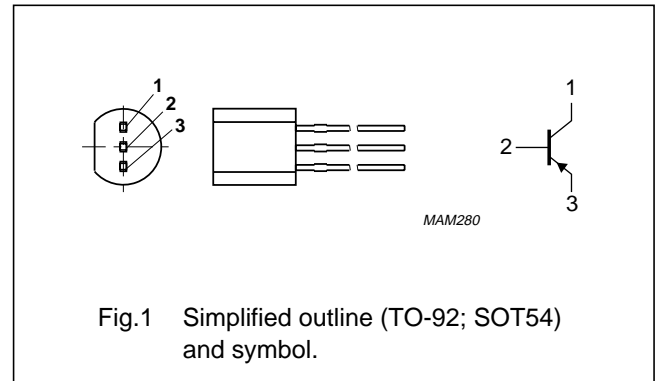 1
2
3
MAM280
1
2
3
Fig.1 Simplified outline (TO-92; SOT54)
and symbol.